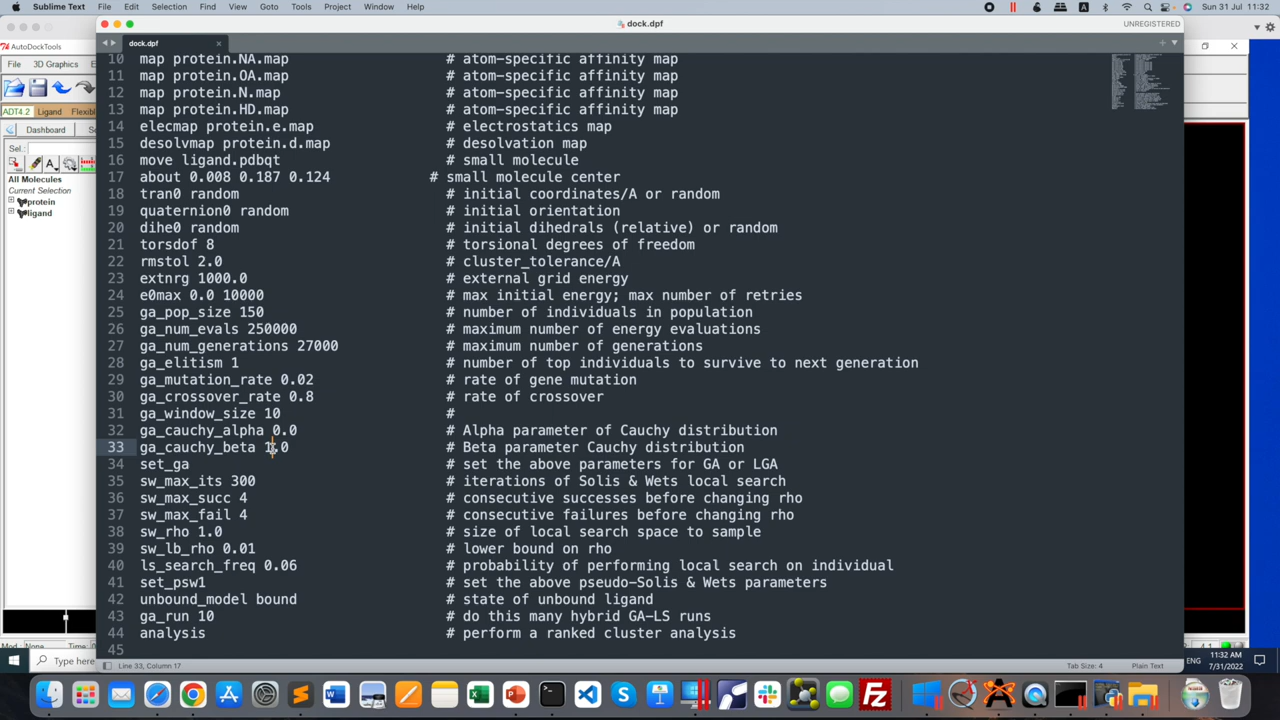 Sublime Text File Edit Selection Find View Goto Tools Project Window Help Sun 31 Jul 11:32
dock.dpf UNREGISTERED
AutoDockTools
dock.dpf
File 3D Graphics
ADT4.2 Ligand
Dashboard
Sel.:
All Molecules
Current Selection
protein
ligand
10 map protein.NA.map # atom-specific affinity map
11 map protein.OA.map # atom-specific affinity map
12 map protein.N.map # atom-specific affinity map
13 map protein.HD.map # atom-specific affinity map
14 elecmap protein.e.map # electrostatics map
15 desolvmap protein.d.map # desolvation map
16 move ligand.pdbqt # small molecule
17 about 0.008 0.187 0.124 # small molecule center
18 tran0 random # initial coordinates/A or random
19 quaternion0 random # initial orientation
20 dihe0 random # initial dihedrals (relative) or random
21 torsdof 8 # torsional degrees of freedom
22 rmstol 2.0 # cluster_tolerance/A
23 extnrg 1000.0 # external grid energy
24 e0max 0.0 10000 # max initial energy; max number of retries
25 ga_pop_size 150 # number of individuals in population
26 ga_num_evals 250000 # maximum number of energy evaluations
27 ga_num_generations 27000 # maximum number of generations
28 ga_elitism 1 # number of top individuals to survive to next generation
29 ga_mutation_rate 0.02 # rate of gene mutation
30 ga_crossover_rate 0.8 # rate of crossover
31 ga_window_size 10 #
32 ga_cauchy_alpha 0.0 # Alpha parameter of Cauchy distribution
33 ga_cauchy_beta 1.0 # Beta parameter Cauchy distribution
34 set_ga # set the above parameters for GA or LGA
35 sw_max_its 300 # iterations of Solis & Wets local search
36 sw_max_succ 4 # consecutive successes before changing rho
37 sw_max_fail 4 # consecutive failures before changing rho
38 sw_rho 1.0 # size of local search space to sample
39 sw_lb_rho 0.01 # lower bound on rho
40 ls_search_freq 0.06 # probability of performing local search on individual
41 set_psw1 # set the above pseudo-Solis & Wets parameters
42 unbound_model bound # state of unbound ligand
43 ga_run 10 # do this many hybrid GA-LS runs
44 analysis # perform a ranked cluster analysis
45
Line 33, Column 17 Tab Size: 4 Plain Text
Type here
ENG 11:32 AM
7/31/2022